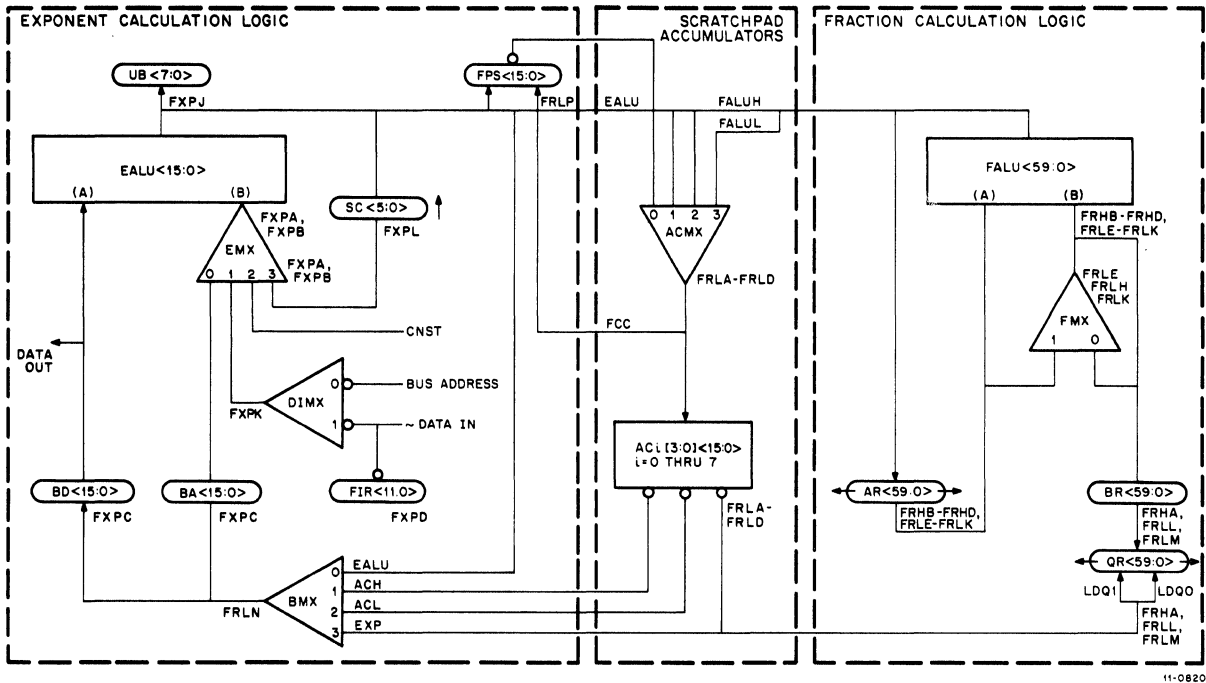 EXPONENT CALCULATION LOGIC
SCRATCHPAD
ACCUMULATORS
FRACTION CALCULATION LOGIC
UB<7:0>
FPS<15:0>
FXPJ
FRLP
EALU
FALUH
FALUL
EALU<15:0>
(A)
(B)
FALU<59:0>
(A)
(B)
SC<5:0>
FXPL
FXPA,
FXPB
EMX
0 1 2 3
FXPA,
FXPB
0 1 2 3
ACMX
FRLA-FRLD
FRHB-FRHD,
FRLE-FRLK
FRLE
FRLH
FRLK
FMX
1 0
CNST
FCC
DATA
OUT
DIMX
0
1
BUS ADDRESS
~ DATA IN
FXPK
ACi [3:0]<15:0>
i=0 THRU 7
FRLA-
FRLD
BD<15:0>
FXPC
BA<15:0>
FXPC
FIR<11.0>
FXPD
AR<59:0>
FRHB-FRHD,
FRLE-FRLK
BR<59:0>
FRHA,
FRLL,
FRLM
QR<59:0>
LDQ1
LDQ0
FRHA,
FRLL,
FRLM
BMX
FRLN
0 EALU
1 ACH
2 ACL
3 EXP
11-0820